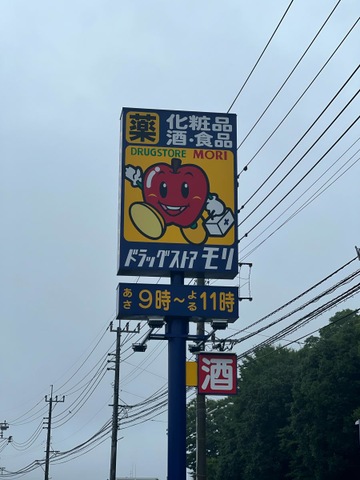 薬 化粧品
酒・食品
DRUGSTORE MORI
ドラッグストア モリ
あさ 9時〜よる 11時
酒